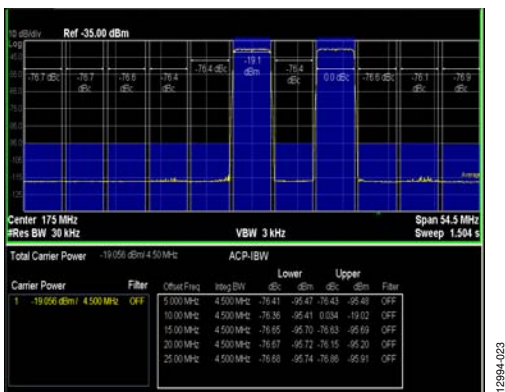 10 dB/div Ref -35.00 dBm
Log
-76.4 dBc -19.1 dBm -76.4 dBc
-76.7 dBc -76.7 dBc -76.6 dBc -76.4 dBc 0.0 dBc -76.6 dBc -76.1 dBc -76.9 dBc
Average
Center 175 MHz Span 54.5 MHz
#Res BW 30 kHz VBW 3 kHz Sweep 1.504 s
Total Carrier Power -19.056 dBm/ 4.50 MHz ACP-IBW
Lower Upper
Carrier Power Filter Offset Freq Integ BW dBc dBm dBc dBm Filter
1 -19.056 dBm / 4.500 MHz OFF 5.000 MHz 4.500 MHz -76.41 -95.47 -76.43 -95.48 OFF
10.00 MHz 4.500 MHz -76.36 -95.41 0.034 -19.02 OFF
15.00 MHz 4.500 MHz -76.65 -95.70 -76.63 -95.69 OFF
20.00 MHz 4.500 MHz -76.67 -95.72 -76.15 -95.20 OFF
25.00 MHz 4.500 MHz -76.68 -95.74 -76.86 -95.91 OFF
12994-023